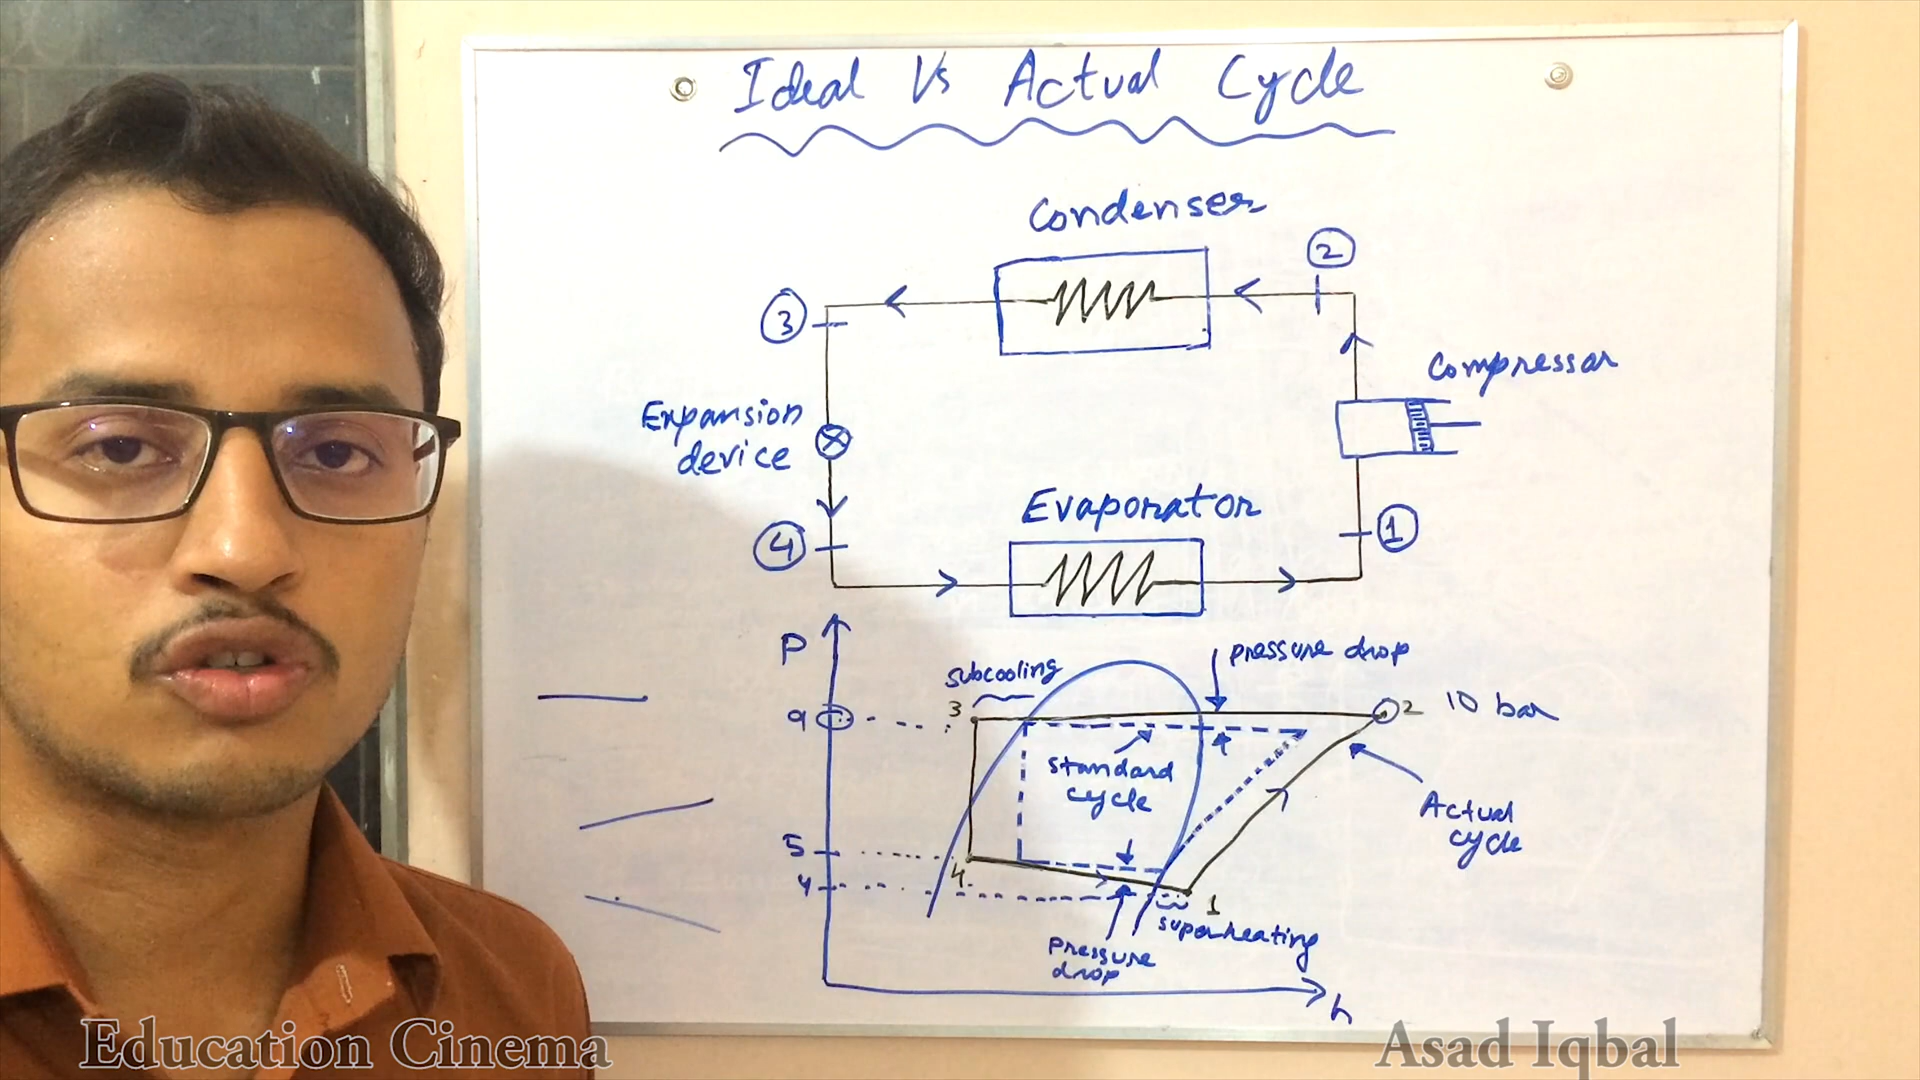 Ideal Vs Actual Cycle
Condenser
2
3
Compressor
Expansion
device
Evaporator
1
4
P
subcooling
pressure drop
9
3
2
10 bar
standard
cycle
Actual
cycle
5
4
4
1
superheating
pressure
drop
h
Education Cinema
Asad Iqbal